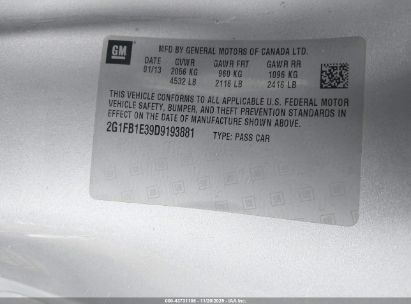 GM
MFD BY GENERAL MOTORS OF CANADA LTD.
DATE GVWR GAWR FRT GAWR RR
01/13 2056 KG 960 KG 1096 KG
4532 LB 2116 LB 2416 LB
THIS VEHICLE CONFORMS TO ALL APPLICABLE U.S. FEDERAL MOTOR
VEHICLE SAFETY, BUMPER, AND THEFT PREVENTION STANDARDS IN
EFFECT ON THE DATE OF MANUFACTURE SHOWN ABOVE.
2G1FB1E39D9193881 TYPE: PASS CAR